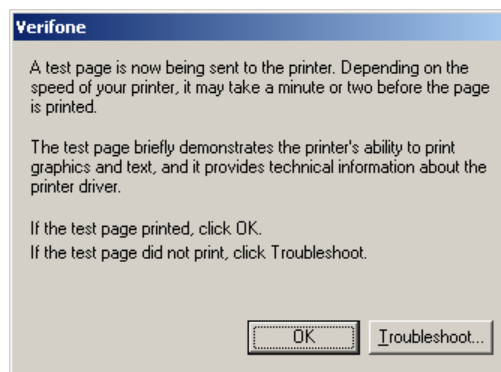 Verifone
A test page is now being sent to the printer. Depending on the
speed of your printer, it may take a minute or two before the page
is printed.
The test page briefly demonstrates the printer's ability to print
graphics and text, and it provides technical information about the
printer driver.
If the test page printed, click OK.
If the test page did not print, click Troubleshoot.
OK
Troubleshoot...